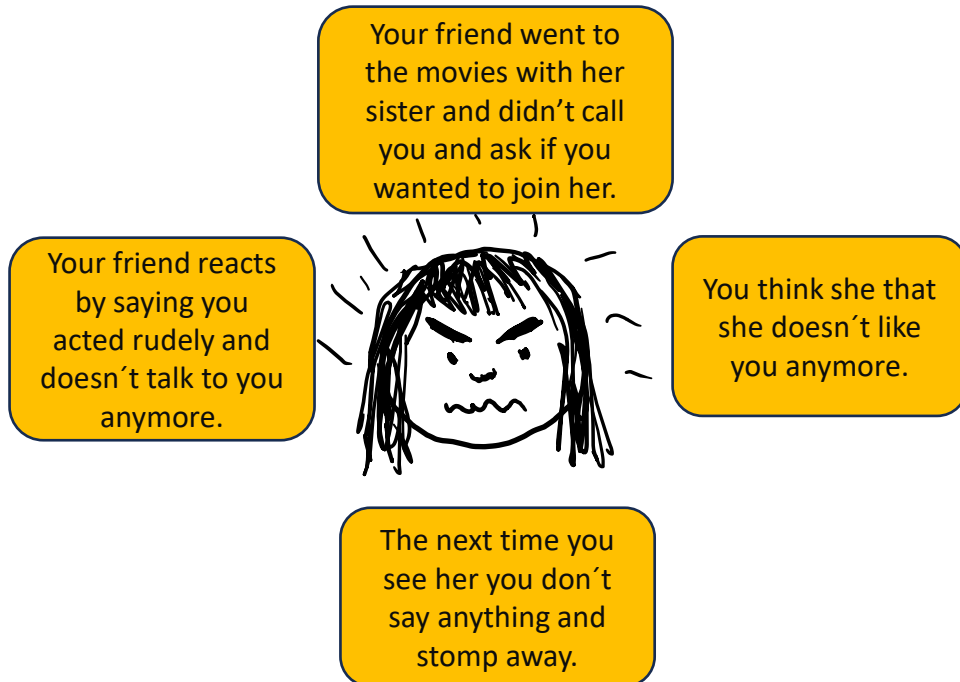 Your friend went to
the movies with her
sister and didn’t call
you and ask if you
wanted to join her.
You think she that
she doesn´t like
you anymore.
The next time you
see her you don´t
say anything and
stomp away.
Your friend reacts
by saying you
acted rudely and
doesn´t talk to you
anymore.